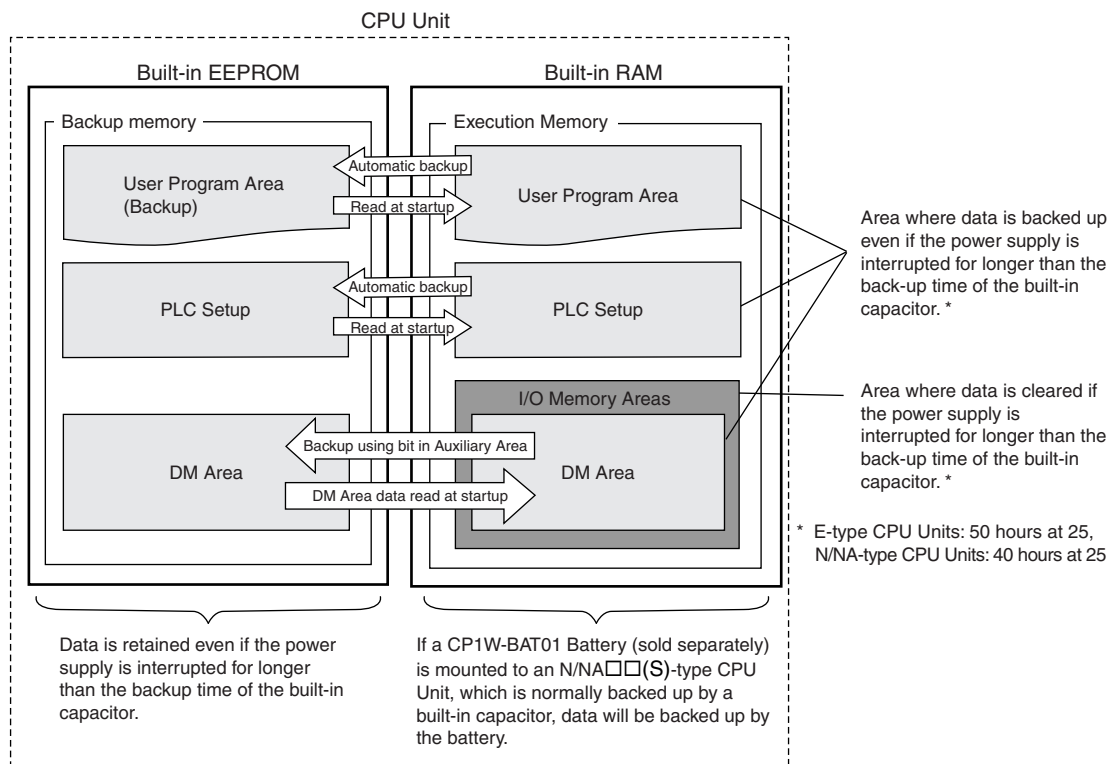 CPU Unit
Built-in EEPROM
Built-in RAM
Backup memory
Execution Memory
User Program Area
(Backup)
Automatic backup
Read at startup
User Program Area
PLC Setup
Automatic backup
Read at startup
PLC Setup
I/O Memory Areas
DM Area
Backup using bit in Auxiliary Area
DM Area data read at startup
DM Area
Area where data is backed up
even if the power supply is
interrupted for longer than the
back-up time of the built-in
capacitor. *
Area where data is cleared if
the power supply is
interrupted for longer than the
back-up time of the built-in
capacitor. *
* E-type CPU Units: 50 hours at 25,
N/NA-type CPU Units: 40 hours at 25
Data is retained even if the power
supply is interrupted for longer
than the backup time of the built-in
capacitor.
If a CP1W-BAT01 Battery (sold separately)
is mounted to an N/NA□□(S)-type CPU
Unit, which is normally backed up by a
built-in capacitor, data will be backed up by
the battery.